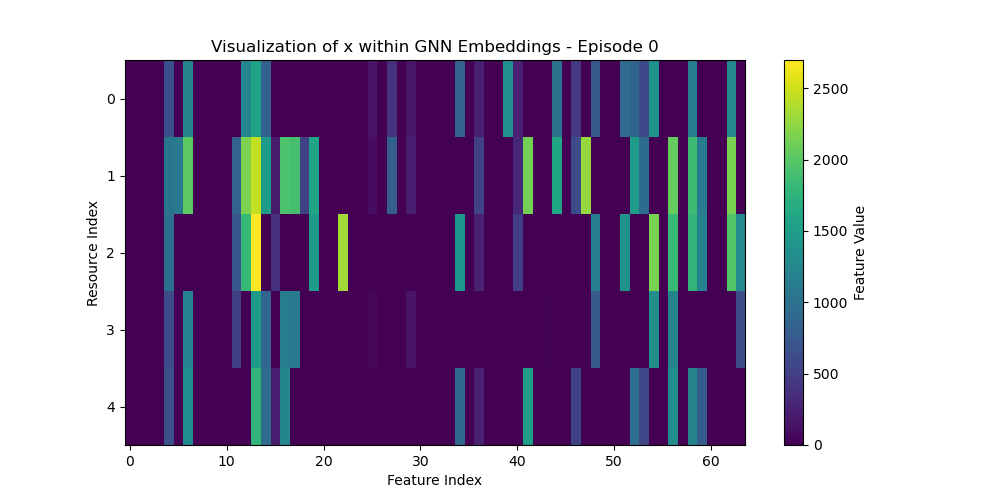 Visualization of x within GNN Embeddings - Episode 0
Resource Index
0
1
2
3
4
0 10 20 30 40 50 60
Feature Index
2500
2000
1500
1000
500
0
Feature Value